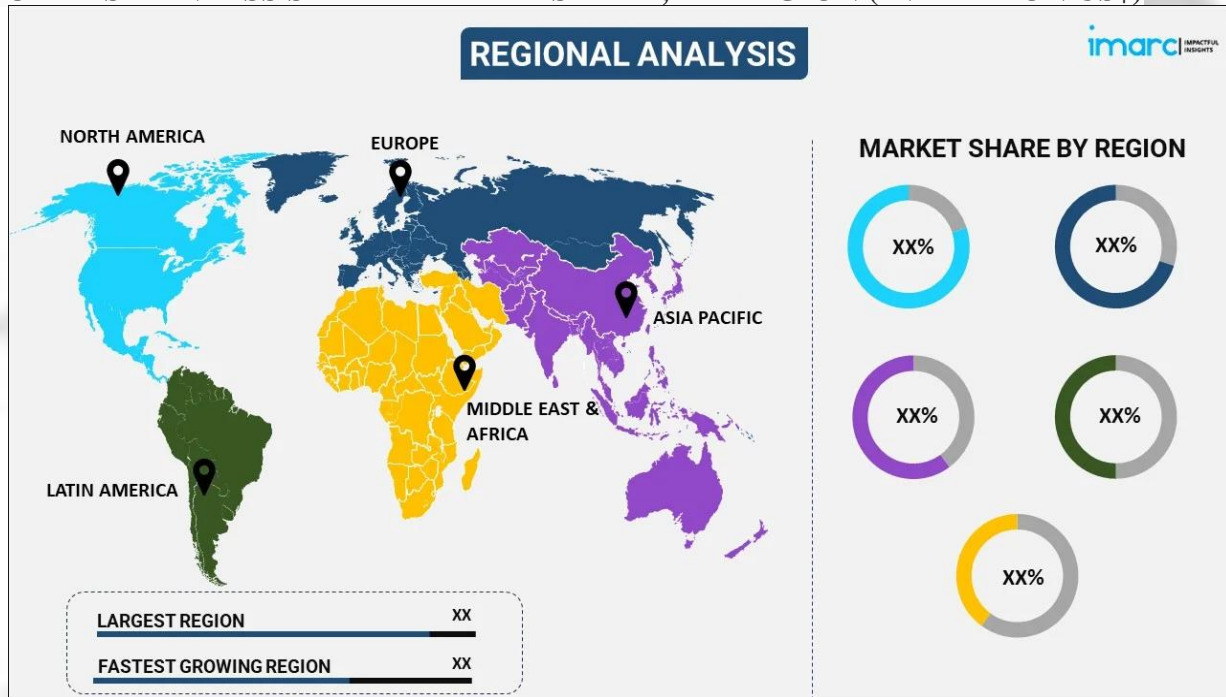 REGIONAL ANALYSIS
imarc IMPACTFUL
INSIGHTS
NORTH AMERICA
EUROPE
ASIA PACIFIC
MIDDLE EAST &
AFRICA
LATIN AMERICA
LARGEST REGION XX
FASTEST GROWING REGION XX
MARKET SHARE BY REGION
XX% XX%
XX% XX%
XX%